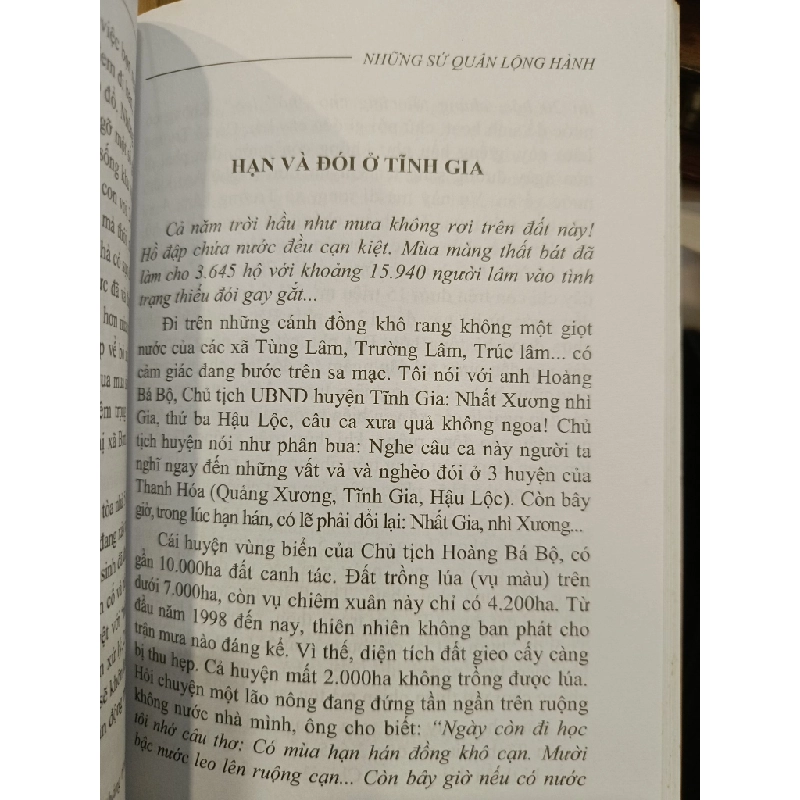 NHỮNG SỨ QUÂN LỘNG HÀNH
HẠN VÀ ĐÓI Ở TĨNH GIA
Cả năm trời hầu như mưa không rơi trên đất này!
Hồ đập chứa nước đều cạn kiệt. Mùa màng thất bát đã
làm cho 3.645 hộ với khoảng 15.940 người lâm vào tình
trạng thiếu đói gay gắt...
Đi trên những cánh đồng khô rang không một giọt
nước của các xã Tùng Lâm, Trường Lâm, Trúc lâm... có
cảm giác đang bước trên sa mạc. Tôi nói với anh Hoàng
Bá Bộ, Chủ tịch UBND huyện Tĩnh Gia: Nhất Xương nhì
Gia, thứ ba Hậu Lộc, câu ca xưa quả không ngoa! Chủ
tịch huyện nói như phân bua: Nghe câu ca này người ta
nghĩ ngay đến những vất vả và nghèo đói ở 3 huyện của
Thanh Hóa (Quảng Xương, Tĩnh Gia, Hậu Lộc). Còn bây
giờ, trong lúc hạn hán, có lẽ phải đổi lại: Nhất Gia, nhì Xương...
Cái huyện vùng biển của Chủ tịch Hoàng Bá Bộ, có
gần 10.000ha đất canh tác. Đất trồng lúa (vụ màu) trên
dưới 7.000ha, còn vụ chiêm xuân này chỉ có 4.200ha. Từ
đầu năm 1998 đến nay, thiên nhiên không ban phát cho
trận mưa nào đáng kể. Vì thế, diện tích đất gieo cấy càng
bị thu hẹp. Cả huyện mất 2.000ha không trồng được lúa.
Hỏi chuyện một lão nông đang đứng tần ngần trên ruộng
không nước nhà mình, ông cho biết: "Ngày còn đi học
tôi nhớ câu thơ: Có mùa hạn hán đồng khô cạn. Mười
bậc nước leo lên ruộng cạn... Còn bây giờ nếu có nước